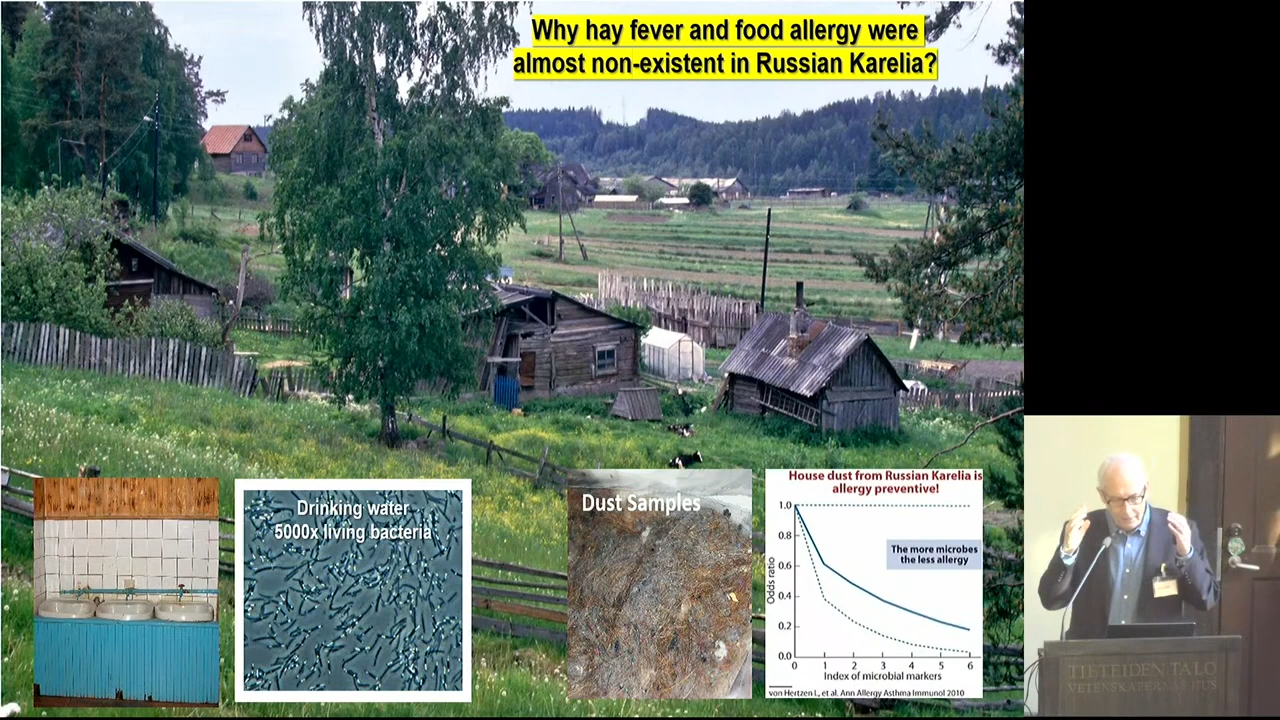 Why hay fever and food allergy were
almost non-existent in Russian Karelia?
Drinking water
5000x living bacteria
Dust Samples
House dust from Russian Karelia is
allergy preventive!
1.0
0.8
0.6
0.4
0.2
0.0
Odds ratio
The more microbes
the less allergy
0 1 2 3 4 5 6
Index of microbial markers
von Hertzen L, et al. Ann Allergy Asthma Immunol 2010
TIETEIDEN TALO
VETENSKAPERNAS HUS